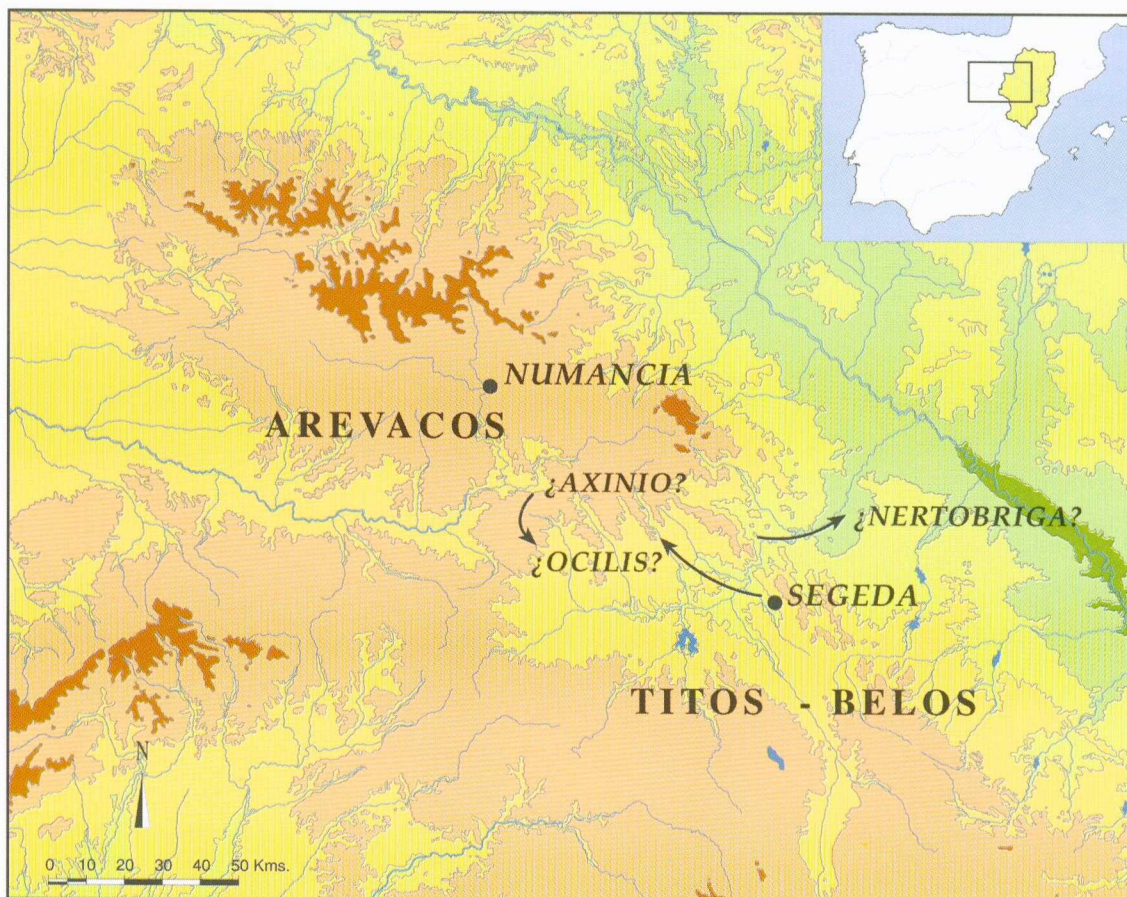 NUMANCIA
AREVACOS
¿AXINIO?
¿NERTOBRIGA?
¿OCILIS?
SEGEDA
TITOS - BELOS
N
0 10 20 30 40 50 Kms.